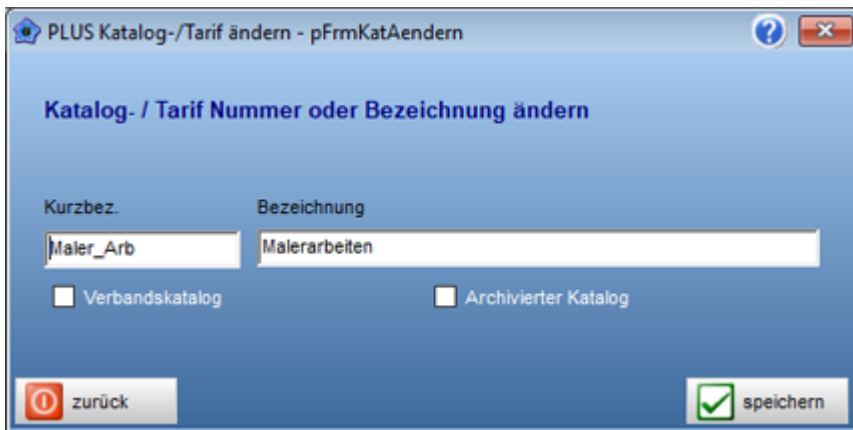 PLUS Katalog-/Tarif ändern - pFrmKatAendern
Katalog- / Tarif Nummer oder Bezeichnung ändern
Kurzbez. Bezeichnung
Maler_Arb Malerarbeiten
Verbandskatalog Archivierter Katalog
zurück speichern